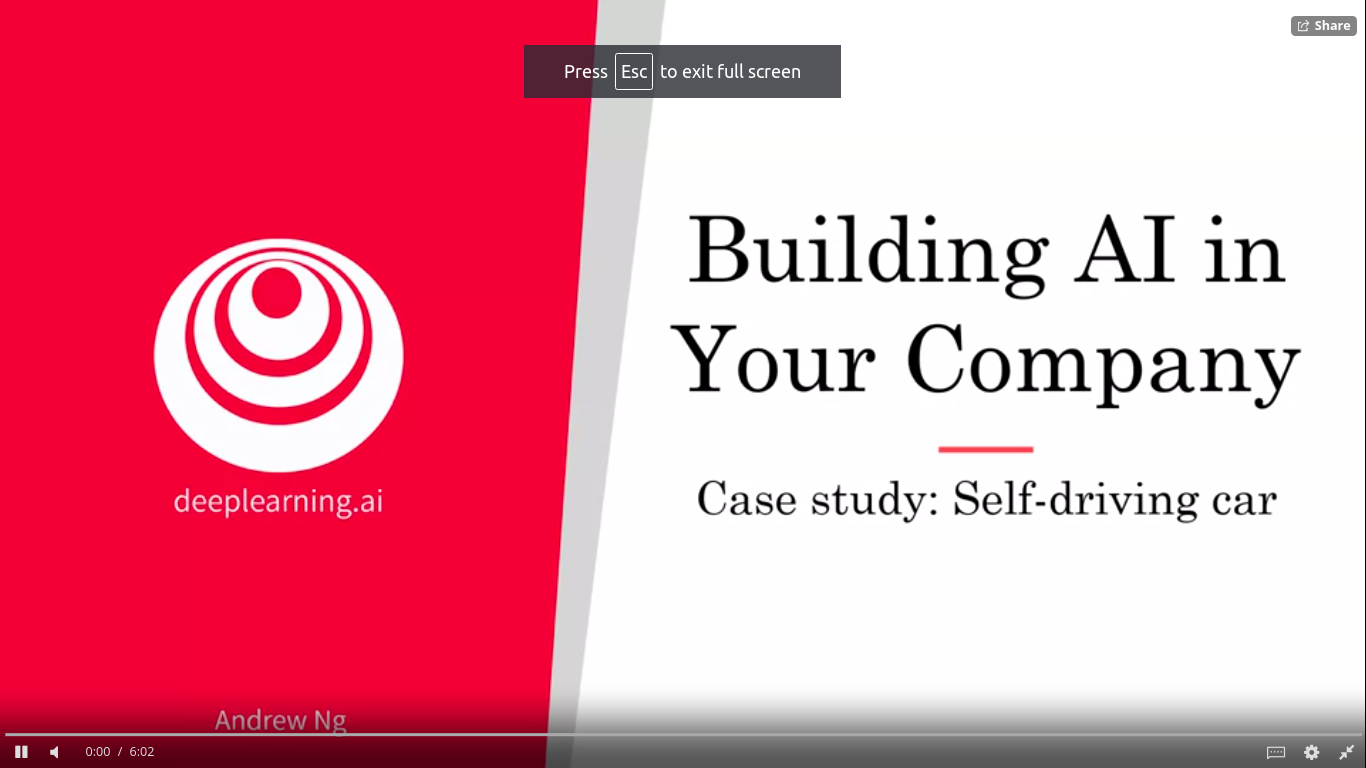 Share
Press Esc to exit full screen
Building AI in
Your Company
deeplearning.ai
Case study: Self-driving car
Andrew Ng
0:00 / 6:02